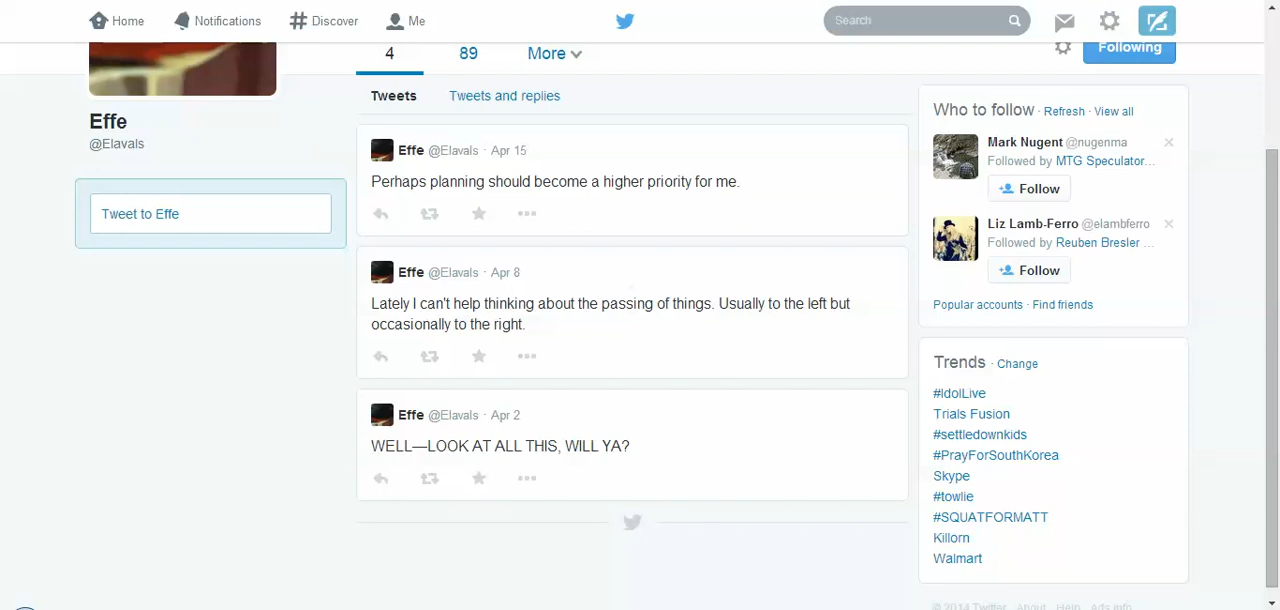 Home Notifications Discover Me
Search
4 89 More
Following
Tweets Tweets and replies
Effe
@Elavals
Tweet to Effe
Effe @Elavals · Apr 15
Perhaps planning should become a higher priority for me.
Effe @Elavals · Apr 8
Lately I can't help thinking about the passing of things. Usually to the left but
occasionally to the right.
Effe @Elavals · Apr 2
WELL—LOOK AT ALL THIS, WILL YA?
Who to follow · Refresh · View all
Mark Nugent @nugenma
Followed by MTG Speculator...
Follow
Liz Lamb-Ferro @elambferro
Followed by Reuben Bresler ...
Follow
Popular accounts · Find friends
Trends · Change
#IdolLive
Trials Fusion
#settledownkids
#PrayForSouthKorea
Skype
#towlie
#SQUATFORMATT
Killorn
Walmart
© 2014 Twitter About Help Ads info